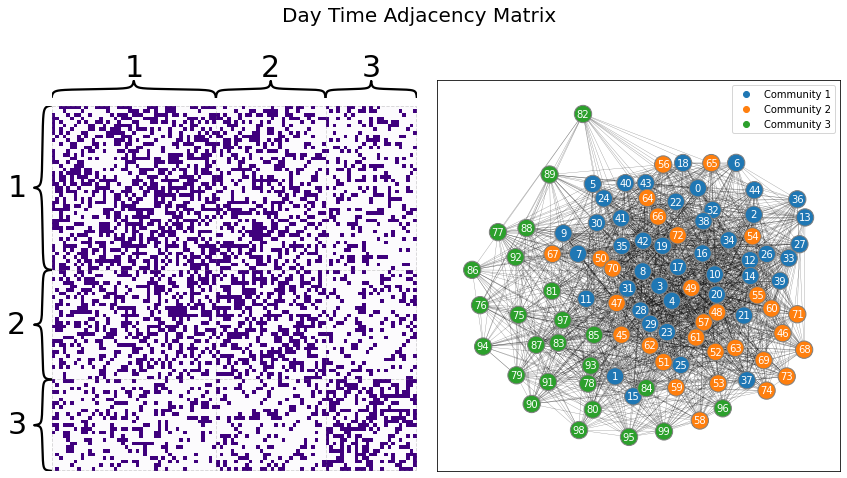 Day Time Adjacency Matrix
1 2 3
1
2
3
Community 1
Community 2
Community 3
82
56 18 65 6
89
5 40 43 0 44
24 64 22 36
66 32 2 13
30 41 38
77 88 9 72 54
35 42 19 34 27
67 7 16 26
92 50 12 33
86 70 8 17 10 14
3 39
81 31 49 20 55
76 11 47 4
75 28 48 60 71
97 29 57 21
85 45 23 61 46
94 87 83 62 52 63 68
51 69
93 25
79 91 78 1 37 73
84 59 53 74
90 15
80 96
98 58
95 99